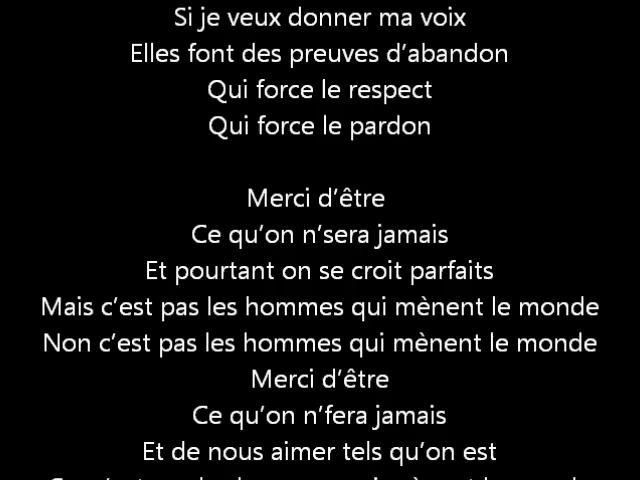 Si je veux donner ma voix
Elles font des preuves d’abandon
Qui force le respect
Qui force le pardon
Merci d’être
Ce qu’on n’sera jamais
Et pourtant on se croit parfaits
Mais c’est pas les hommes qui mènent le monde
Non c’est pas les hommes qui mènent le monde
Merci d’être
Ce qu’on n’fera jamais
Et de nous aimer tels qu’on est